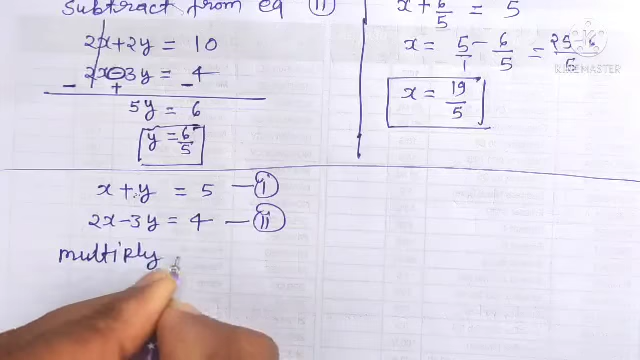 Subtract from eq II
2x+2y = 10
2x-3y = 4
- + -
5y = 6
y = 6/5
x + 6/5 = 5
x = 5/1 - 6/5 = 25-6/5
x = 19/5
KINEMASTER
x + y = 5 — I
2x - 3y = 4 — II
multiply